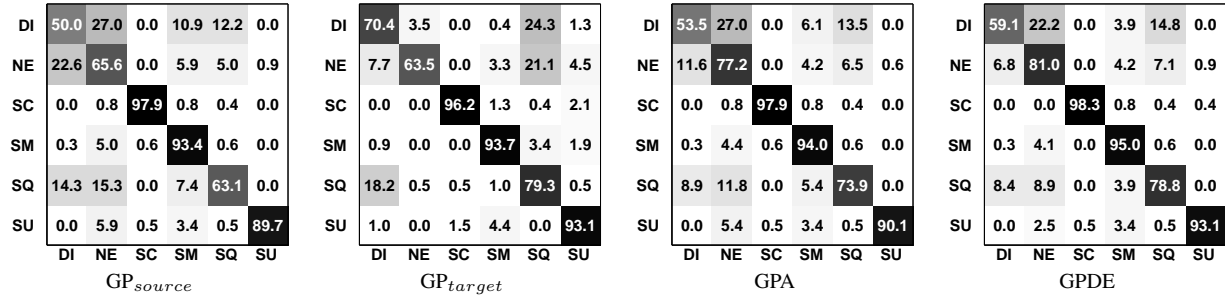 DI 50.0 27.0 0.0 10.9 12.2 0.0 70.4 3.5 0.0 0.4 24.3 1.3 DI 53.5 27.0 0.0 6.1 13.5 0.0 DI 59.1 22.2 0.0 3.9 14.8 0.0
NE 22.6 65.6 0.0 5.9 5.0 0.9 NE 7.7 63.5 0.0 3.3 21.1 4.5 NE 11.6 77.2 0.0 4.2 6.5 0.6 NE 6.8 81.0 0.0 4.2 7.1 0.9
SC 0.0 0.8 97.9 0.8 0.4 0.0 SC 0.0 0.0 96.2 1.3 0.4 2.1 SC 0.0 0.8 97.9 0.8 0.4 0.0 SC 0.0 0.0 98.3 0.8 0.4 0.4
SM 0.3 5.0 0.6 93.4 0.6 0.0 SM 0.9 0.0 0.0 93.7 3.4 1.9 SM 0.3 4.4 0.6 94.0 0.6 0.0 SM 0.3 4.1 0.0 95.0 0.6 0.0
SQ 14.3 15.3 0.0 7.4 63.1 0.0 SQ 18.2 0.5 0.5 1.0 79.3 0.5 SQ 8.9 11.8 0.0 5.4 73.9 0.0 SQ 8.4 8.9 0.0 3.9 78.8 0.0
SU 0.0 5.9 0.5 3.4 0.5 89.7 SU 1.0 0.0 1.5 4.4 0.0 93.1 SU 0.0 5.4 0.5 3.4 0.5 90.1 SU 0.0 2.5 0.5 3.4 0.5 93.1
DI NE SC SM SQ SU DI NE SC SM SQ SU DI NE SC SM SQ SU DI NE SC SM SQ SU
GPsource GPtarget GPA GPDE